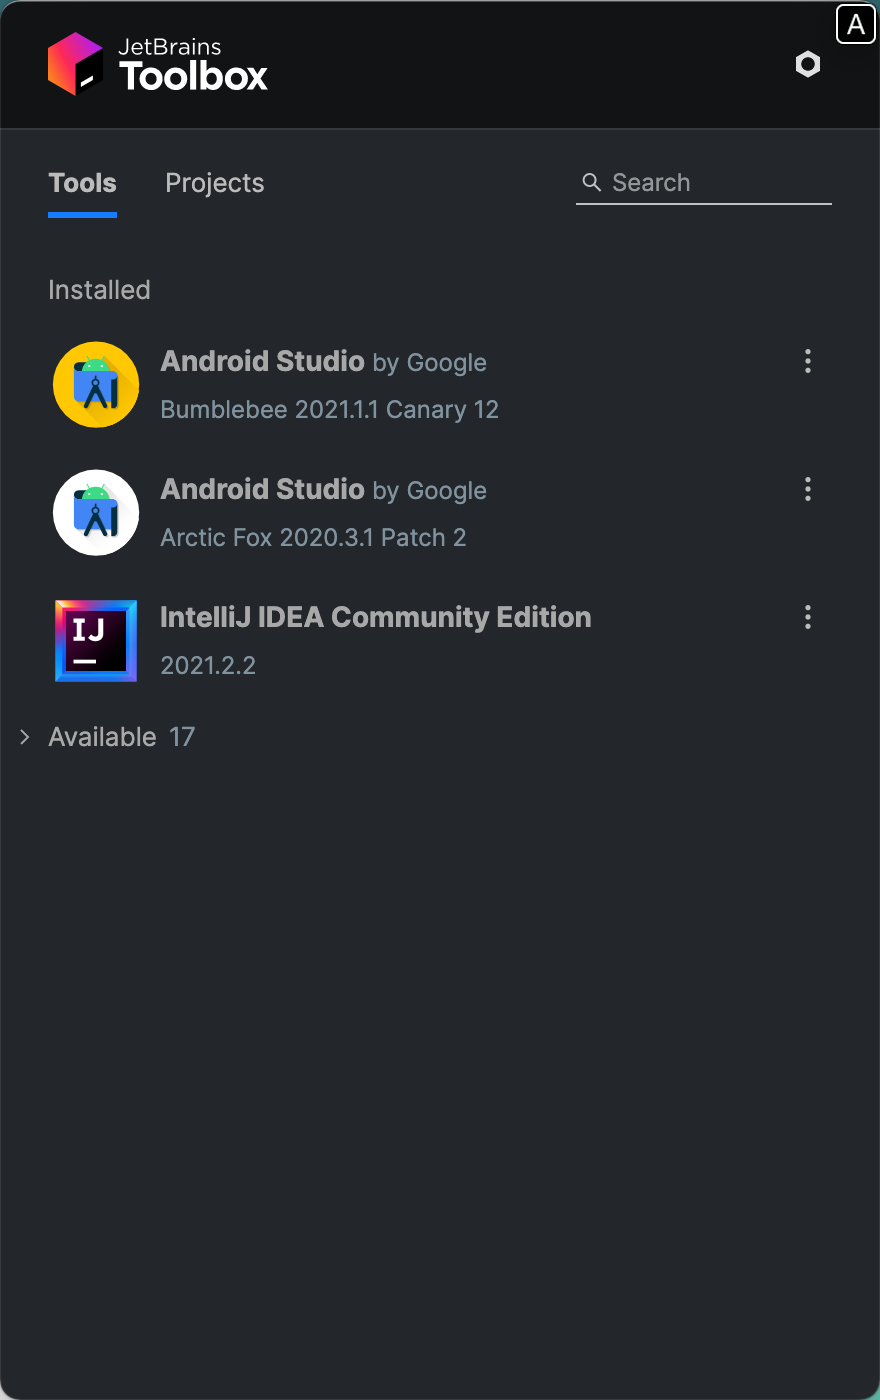 A
JetBrains
Toolbox
Tools Projects Search
Installed
Android Studio by Google
Bumblebee 2021.1.1 Canary 12
Android Studio by Google
Arctic Fox 2020.3.1 Patch 2
IJ IntelliJ IDEA Community Edition
2021.2.2
Available 17